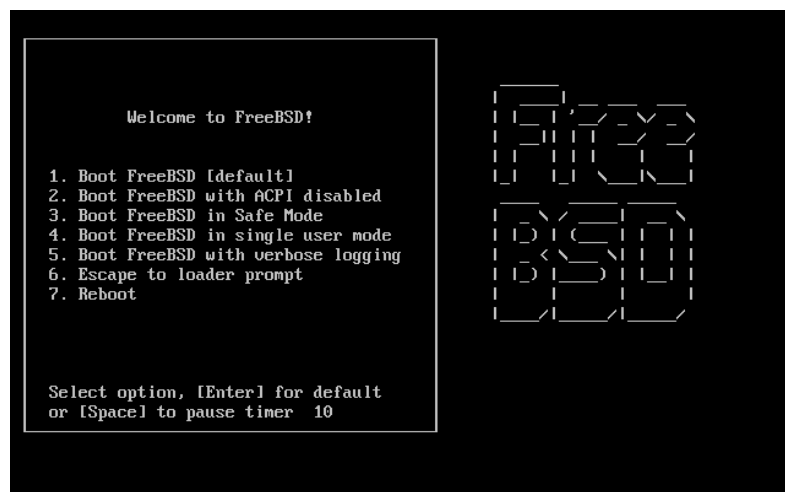 Welcome to FreeBSD!
1. Boot FreeBSD [default]
2. Boot FreeBSD with ACPI disabled
3. Boot FreeBSD in Safe Mode
4. Boot FreeBSD in single user mode
5. Boot FreeBSD with verbose logging
6. Escape to loader prompt
7. Reboot
Select option, [Enter] for default
or [Space] to pause timer  10
Free
BSD